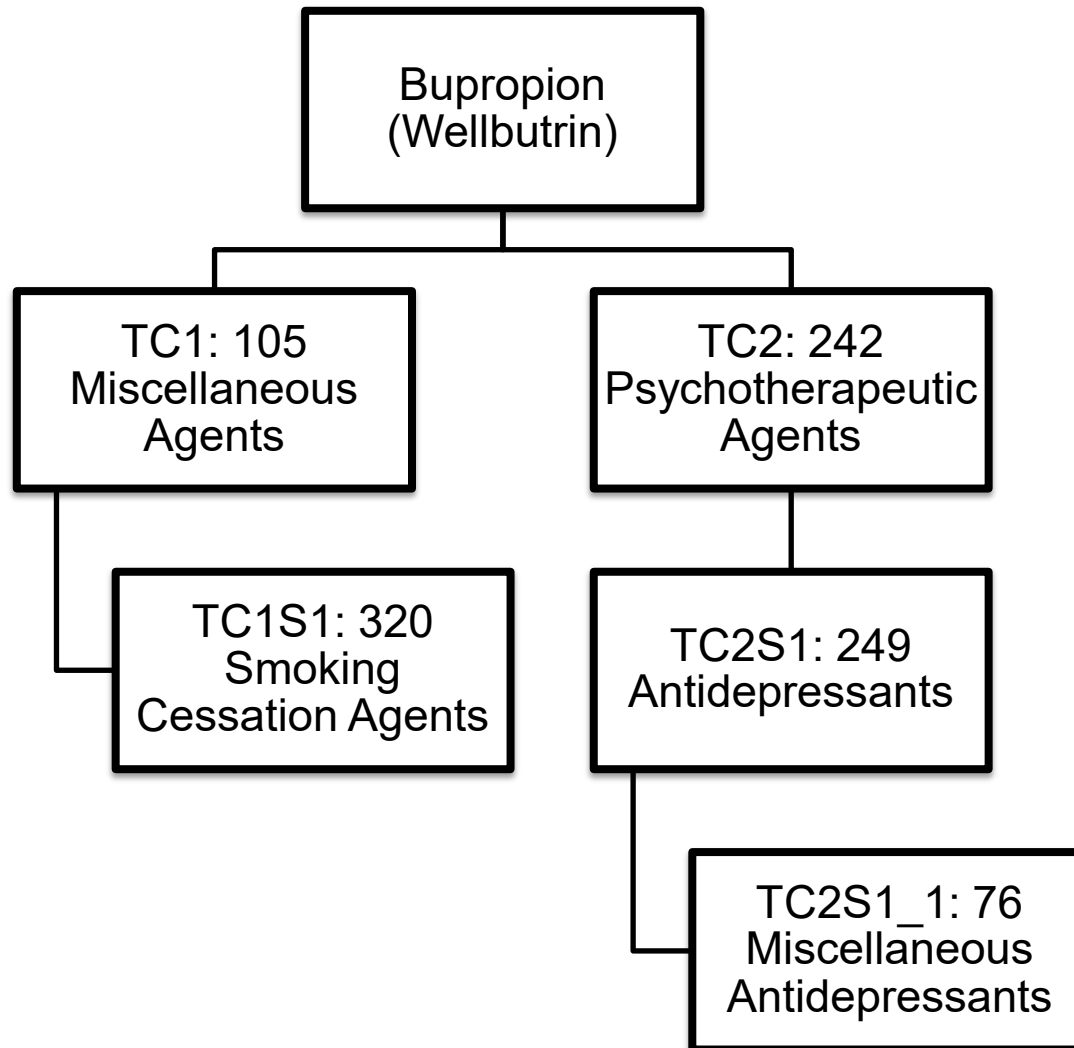 Bupropion
(Wellbutrin)
TC1: 105
Miscellaneous
Agents
TC2: 242
Psychotherapeutic
Agents
TC1S1: 320
Smoking
Cessation Agents
TC2S1: 249
Antidepressants
TC2S1_1: 76
Miscellaneous
Antidepressants